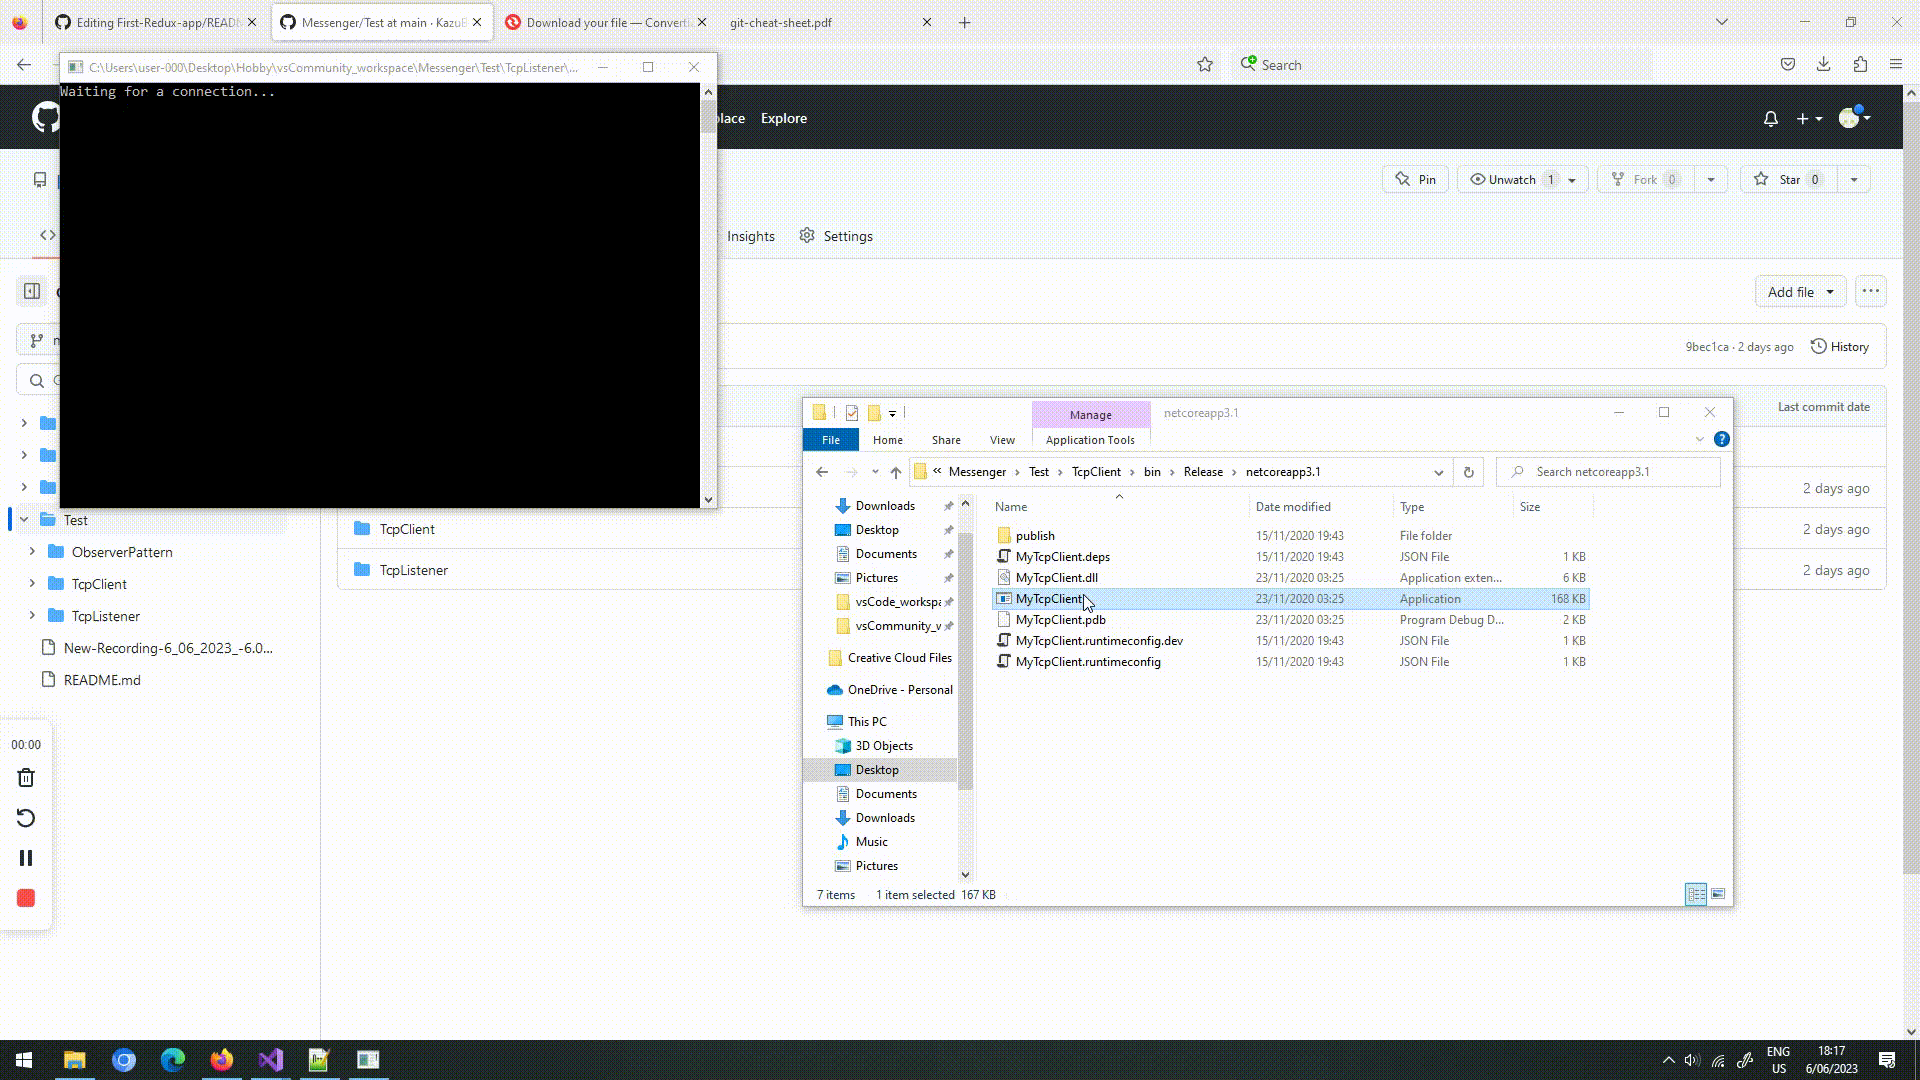 Editing First-Redux-app/READM
Messenger/Test at main · KazuB
Download your file — Converti
git-cheat-sheet.pdf
C:\Users\user-000\Desktop\Hobby\vsCommunity_workspace\Messenger\Test\TcpListener\...
Search
Waiting for a connection...
place
Explore
Pin
Unwatch 1
Fork 0
Star 0
Insights
Settings
Add file
9bec1ca · 2 days ago
History
Last commit date
2 days ago
2 days ago
2 days ago
Test
ObserverPattern
TcpClient
TcpListener
New-Recording-6_06_2023_-6.0...
README.md
TcpClient
TcpListener
00:00
Manage
netcoreapp3.1
File
Home
Share
View
Application Tools
« Messenger › Test › TcpClient › bin › Release › netcoreapp3.1
Search netcoreapp3.1
Downloads
Desktop
Documents
Pictures
vsCode_workspa
vsCommunity_v
Creative Cloud Files
OneDrive - Personal
This PC
3D Objects
Desktop
Documents
Downloads
Music
Pictures
Name Date modified Type Size
publish 15/11/2020 19:43 File folder
MyTcpClient.deps 15/11/2020 19:43 JSON File 1 KB
MyTcpClient.dll 23/11/2020 03:25 Application exten... 6 KB
MyTcpClient 23/11/2020 03:25 Application 168 KB
MyTcpClient.pdb 23/11/2020 03:25 Program Debug D... 2 KB
MyTcpClient.runtimeconfig.dev 15/11/2020 19:43 JSON File 1 KB
MyTcpClient.runtimeconfig 15/11/2020 19:43 JSON File 1 KB
7 items 1 item selected 167 KB
ENG
US
18:17
6/06/2023